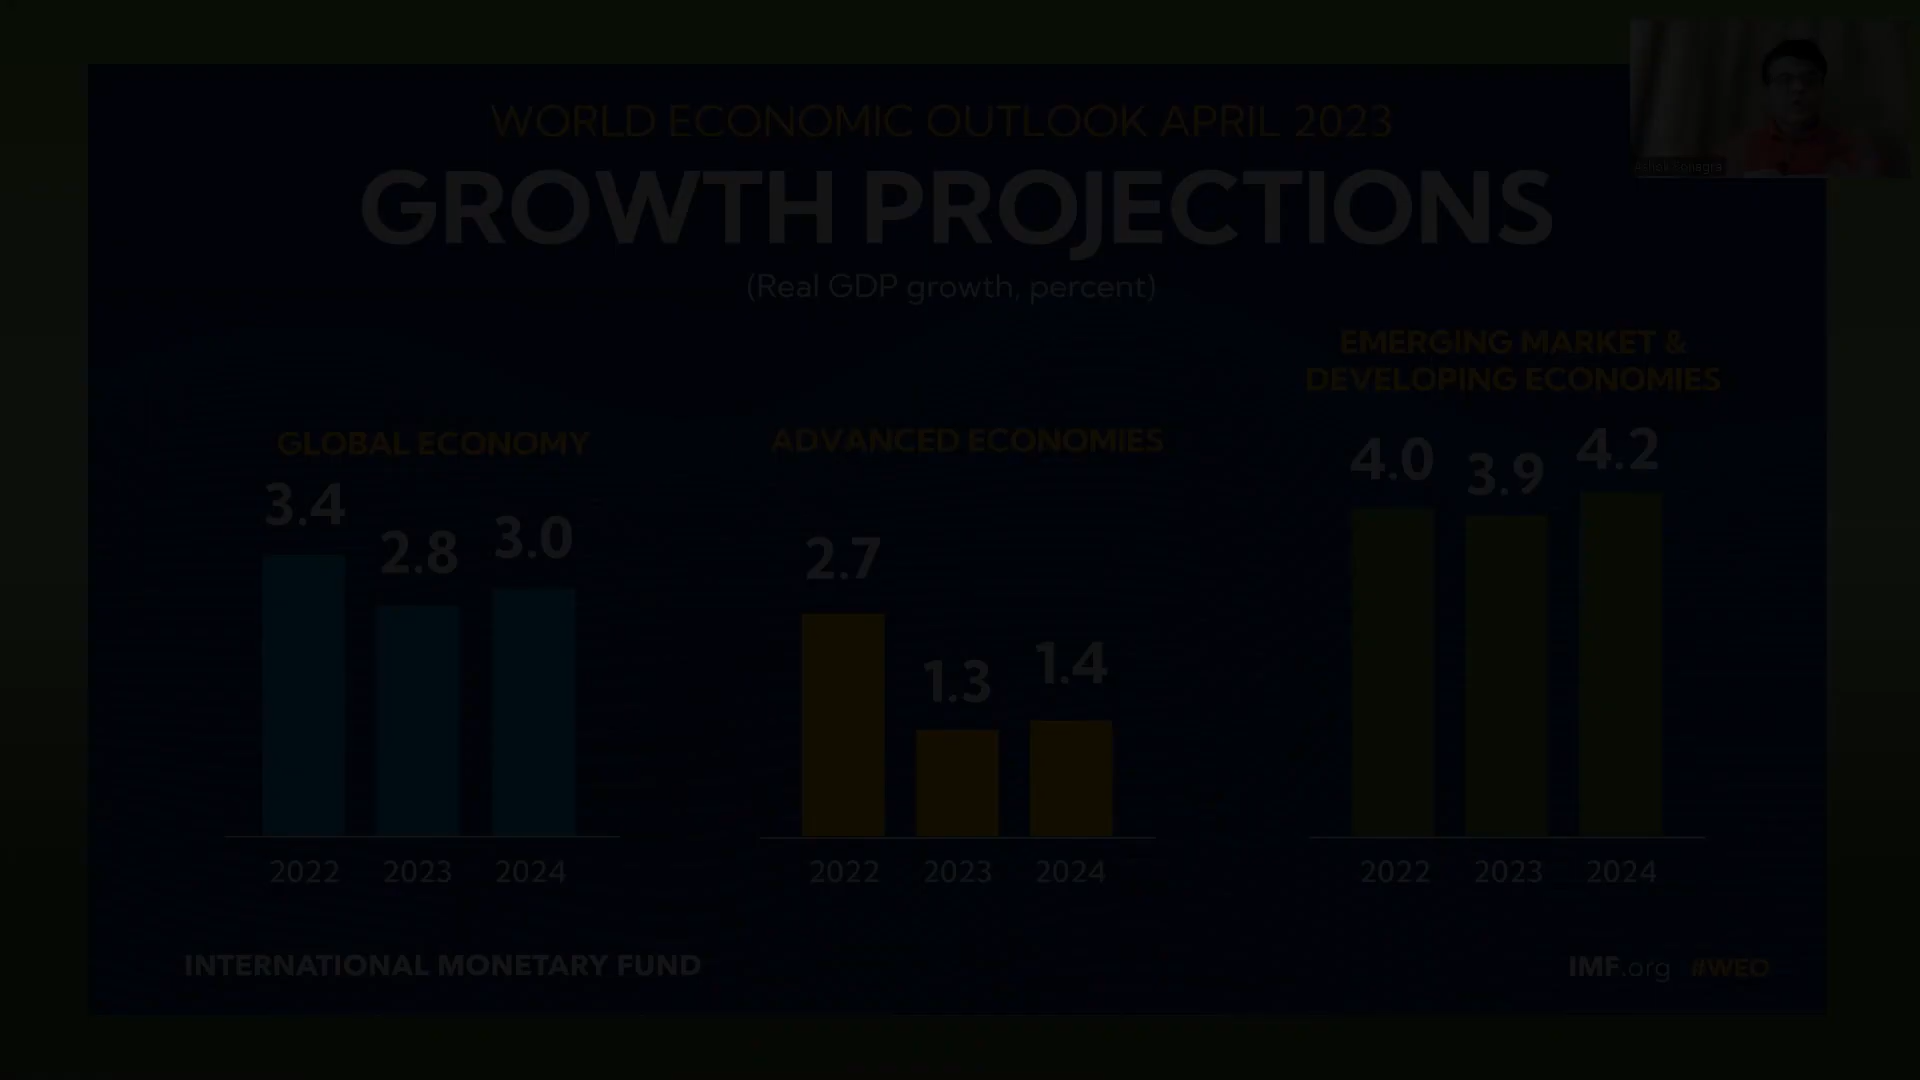 WORLD ECONOMIC OUTLOOK APRIL 2023
GROWTH PROJECTIONS
(Real GDP growth, percent)
GLOBAL ECONOMY
3.4
2.8
3.0
2022
2023
2024
ADVANCED ECONOMIES
2.7
1.3
1.4
2022
2023
2024
EMERGING MARKET &
DEVELOPING ECONOMIES
4.0
3.9
4.2
2022
2023
2024
INTERNATIONAL MONETARY FUND
IMF.org #WEO